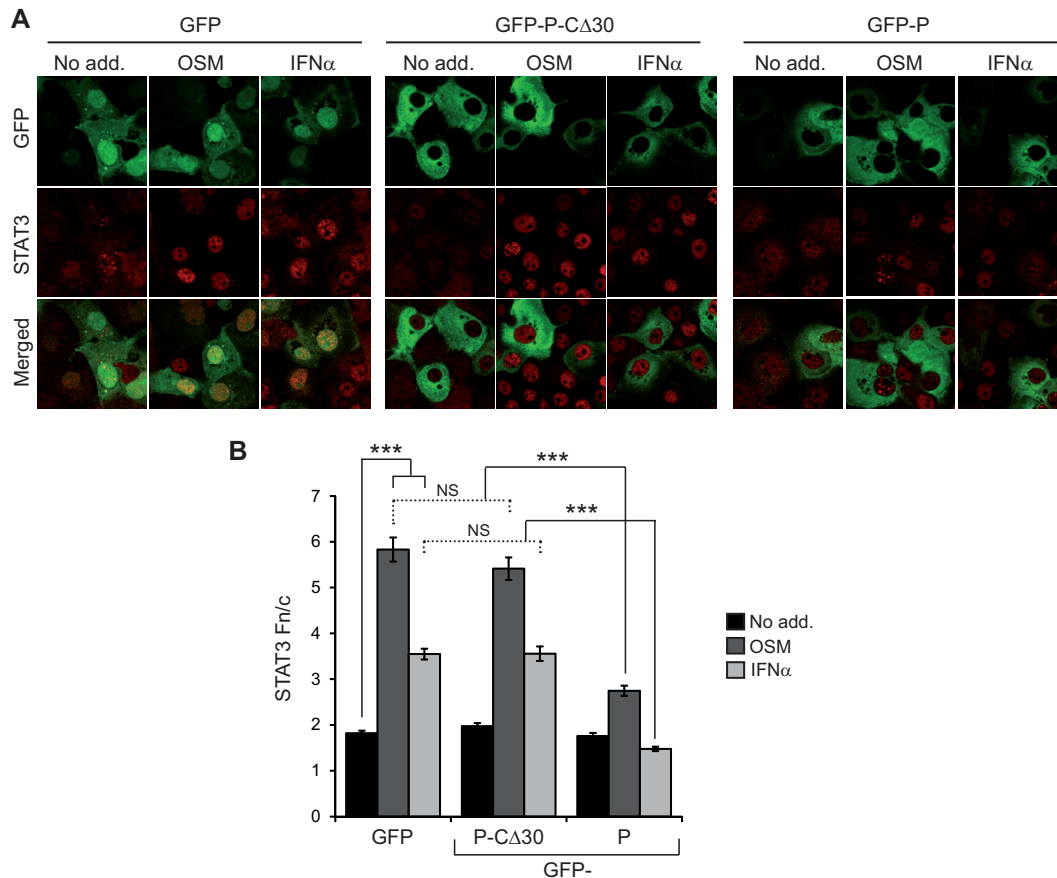 A
GFP GFP-P-CΔ30 GFP-P
No add. OSM IFNα No add. OSM IFNα No add. OSM IFNα
GFP
STAT3
Merged
B
*** ***
NS
***
NS
7
6
5
4
3
2
1
0
STAT3 Fn/c
No add.
OSM
IFNα
GFP P-CΔ30 P
GFP-